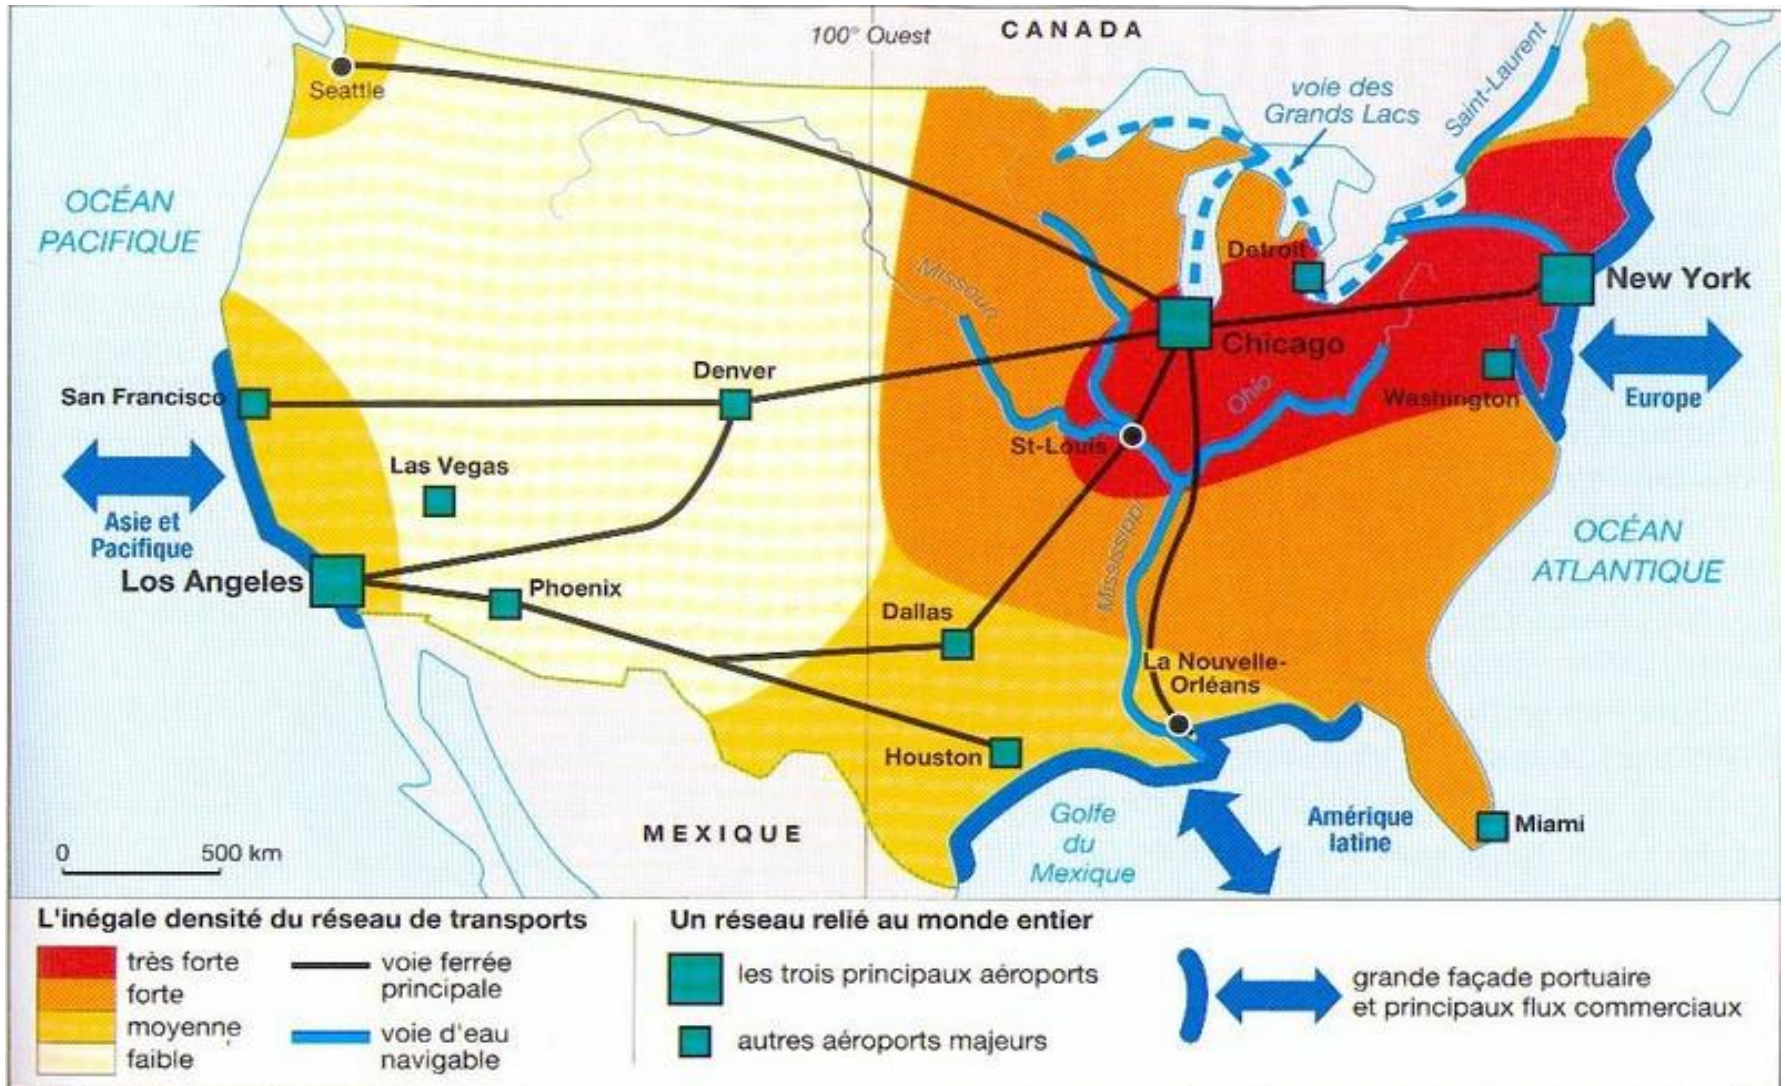 100° Ouest
CANADA
Seattle
voie des
Grands Lacs
Saint-Laurent
OCÉAN
PACIFIQUE
Missouri
Detroit
New York
Chicago
Denver
San Francisco
Ohio
Washington
Europe
St-Louis
Las Vegas
Asie et
Pacifique
Mississippi
OCÉAN
ATLANTIQUE
Los Angeles
Phoenix
Dallas
La Nouvelle-
Orléans
Houston
Golfe
du
Mexique
Amérique
latine
Miami
MEXIQUE
0 500 km
L'inégale densité du réseau de transports
très forte
forte
moyenne
faible
voie ferrée
principale
voie d'eau
navigable
Un réseau relié au monde entier
les trois principaux aéroports
autres aéroports majeurs
grande façade portuaire
et principaux flux commerciaux